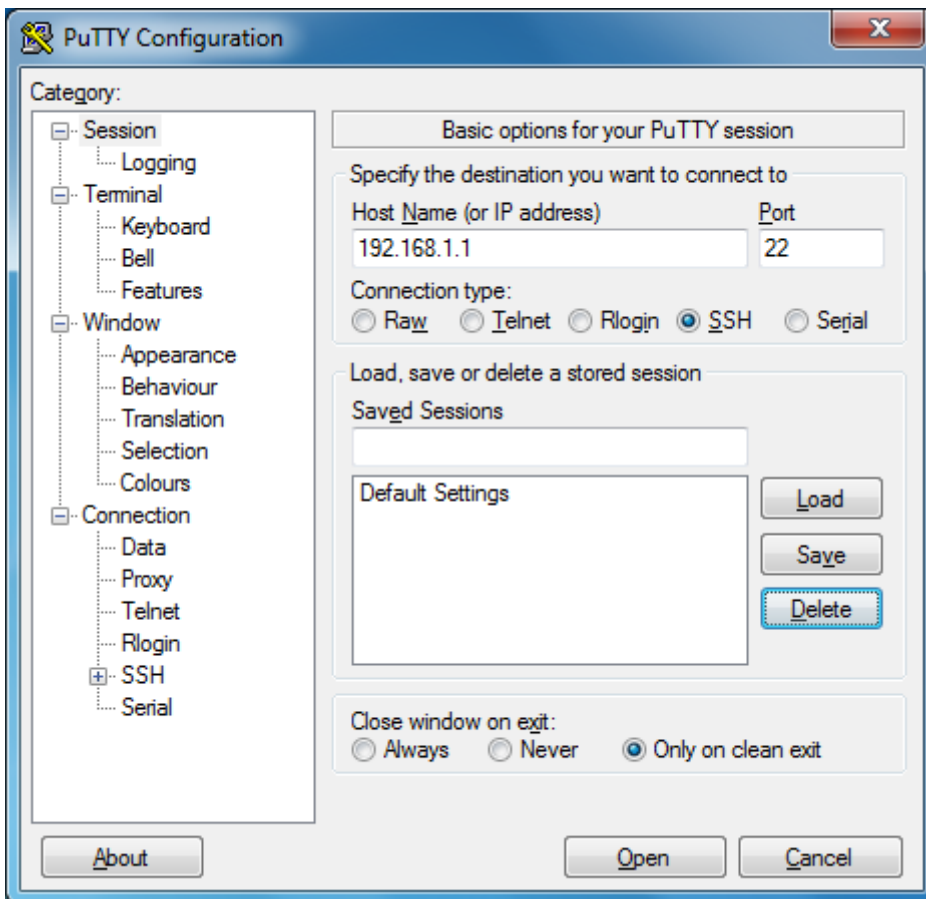 PuTTY Configuration
Category:
Session
Logging
Terminal
Keyboard
Bell
Features
Window
Appearance
Behaviour
Translation
Selection
Colours
Connection
Data
Proxy
Telnet
Rlogin
SSH
Serial
Basic options for your PuTTY session
Specify the destination you want to connect to
Host Name (or IP address) Port
192.168.1.1 22
Connection type:
Raw Telnet Rlogin SSH Serial
Load, save or delete a stored session
Saved Sessions
Default Settings
Load
Save
Delete
Close window on exit:
Always Never Only on clean exit
About Open Cancel